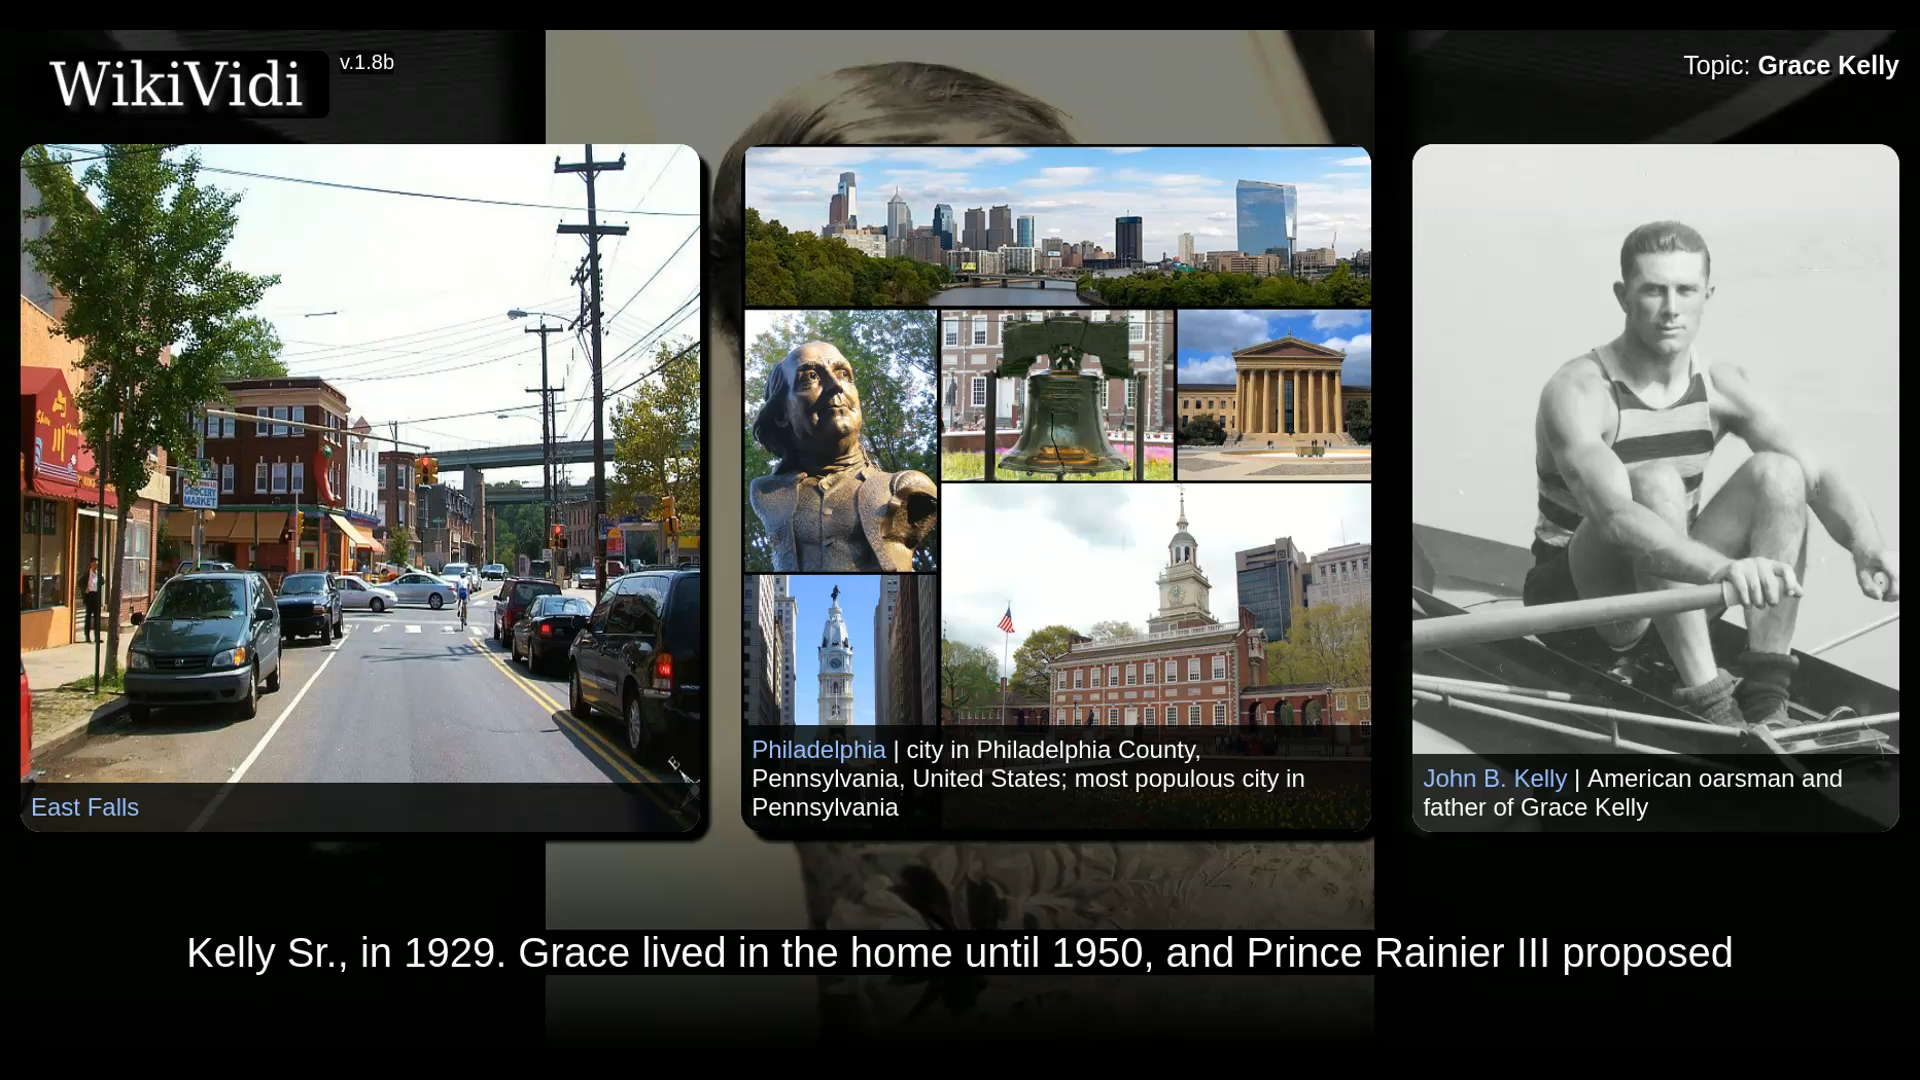 WikiVidi
v.1.8b
Topic: Grace Kelly
GROCERY
MARKET
East Falls
Philadelphia | city in Philadelphia County,
Pennsylvania, United States; most populous city in
Pennsylvania
John B. Kelly | American oarsman and
father of Grace Kelly
Kelly Sr., in 1929. Grace lived in the home until 1950, and Prince Rainier III proposed